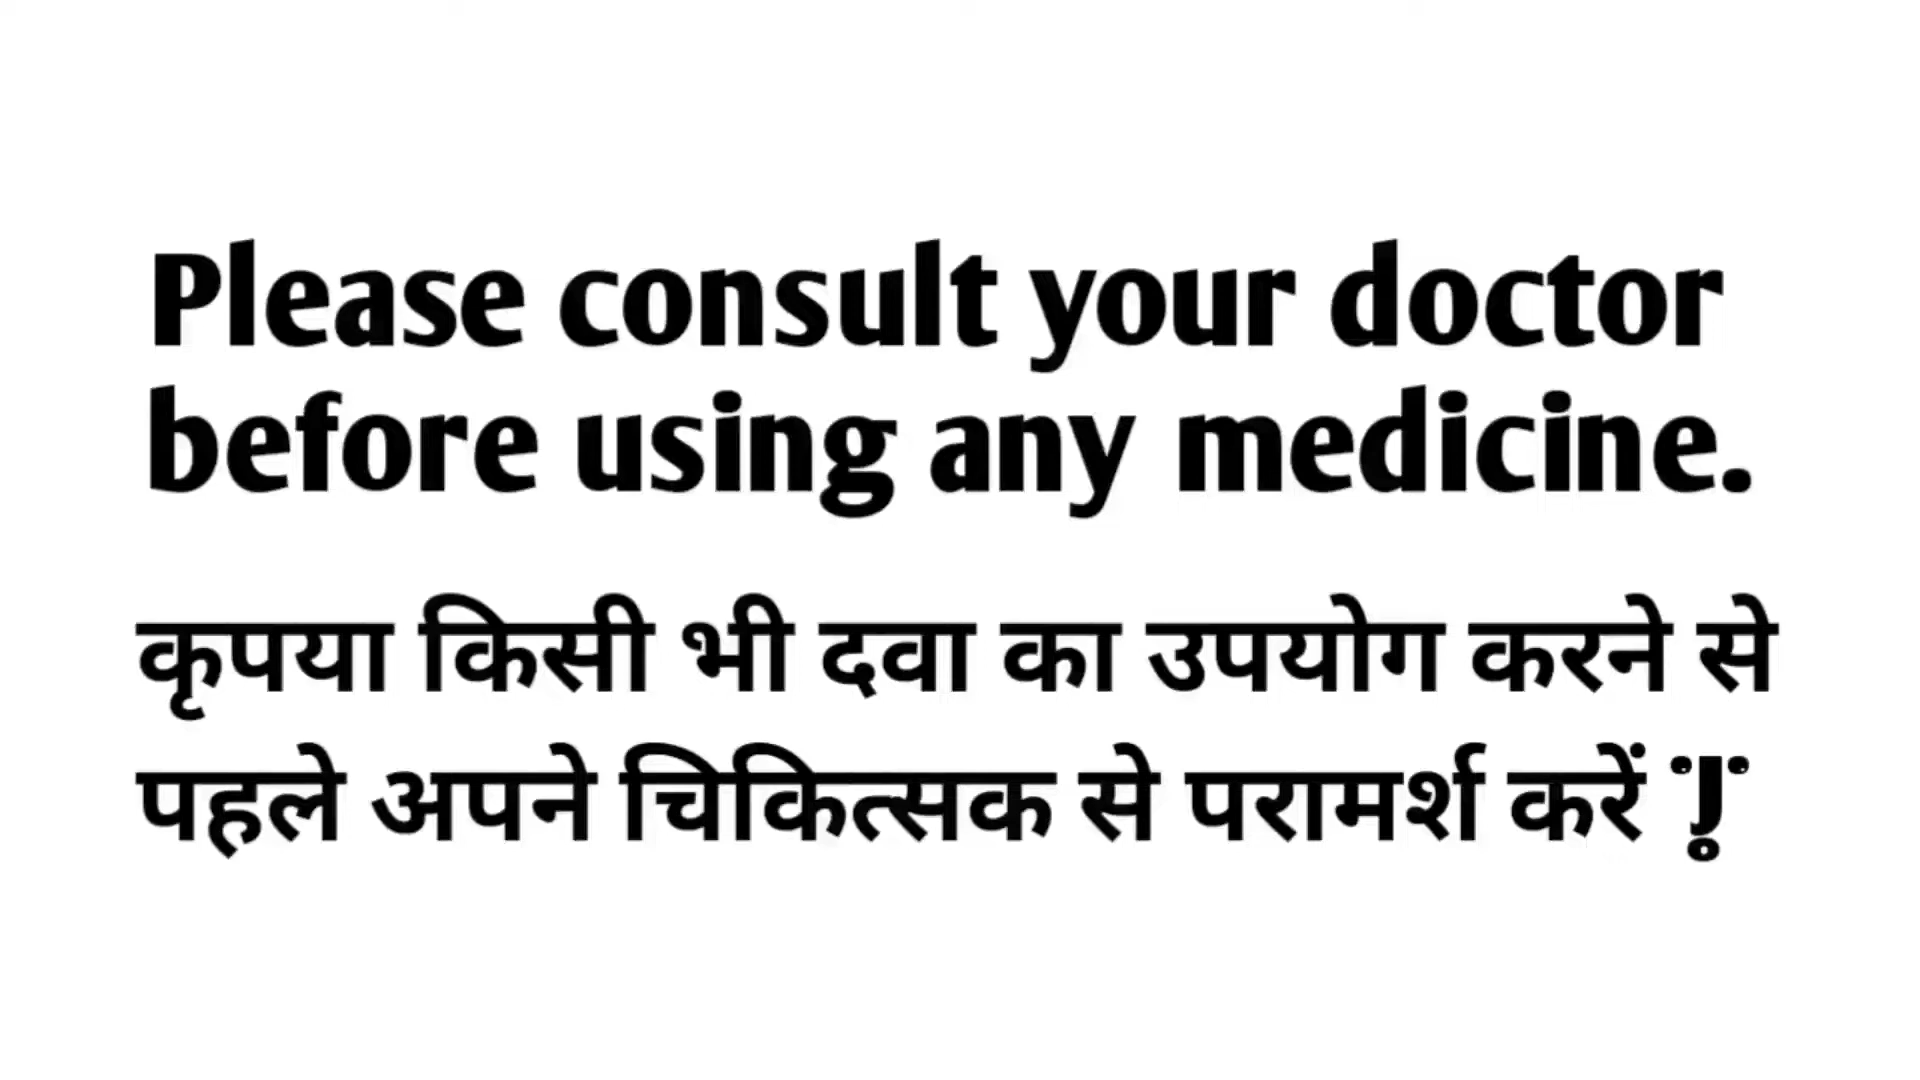 Please consult your doctor
before using any medicine.
कृपया किसी भी दवा का उपयोग करने से
पहले अपने चिकित्सक से परामर्श करें